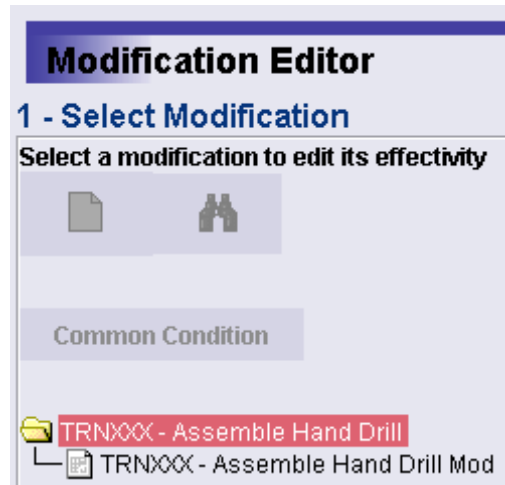 Modification Editor
1 - Select Modification
Select a modification to edit its effectivity
Common Condition
TRNXXX - Assemble Hand Drill
TRNXXX - Assemble Hand Drill Mod